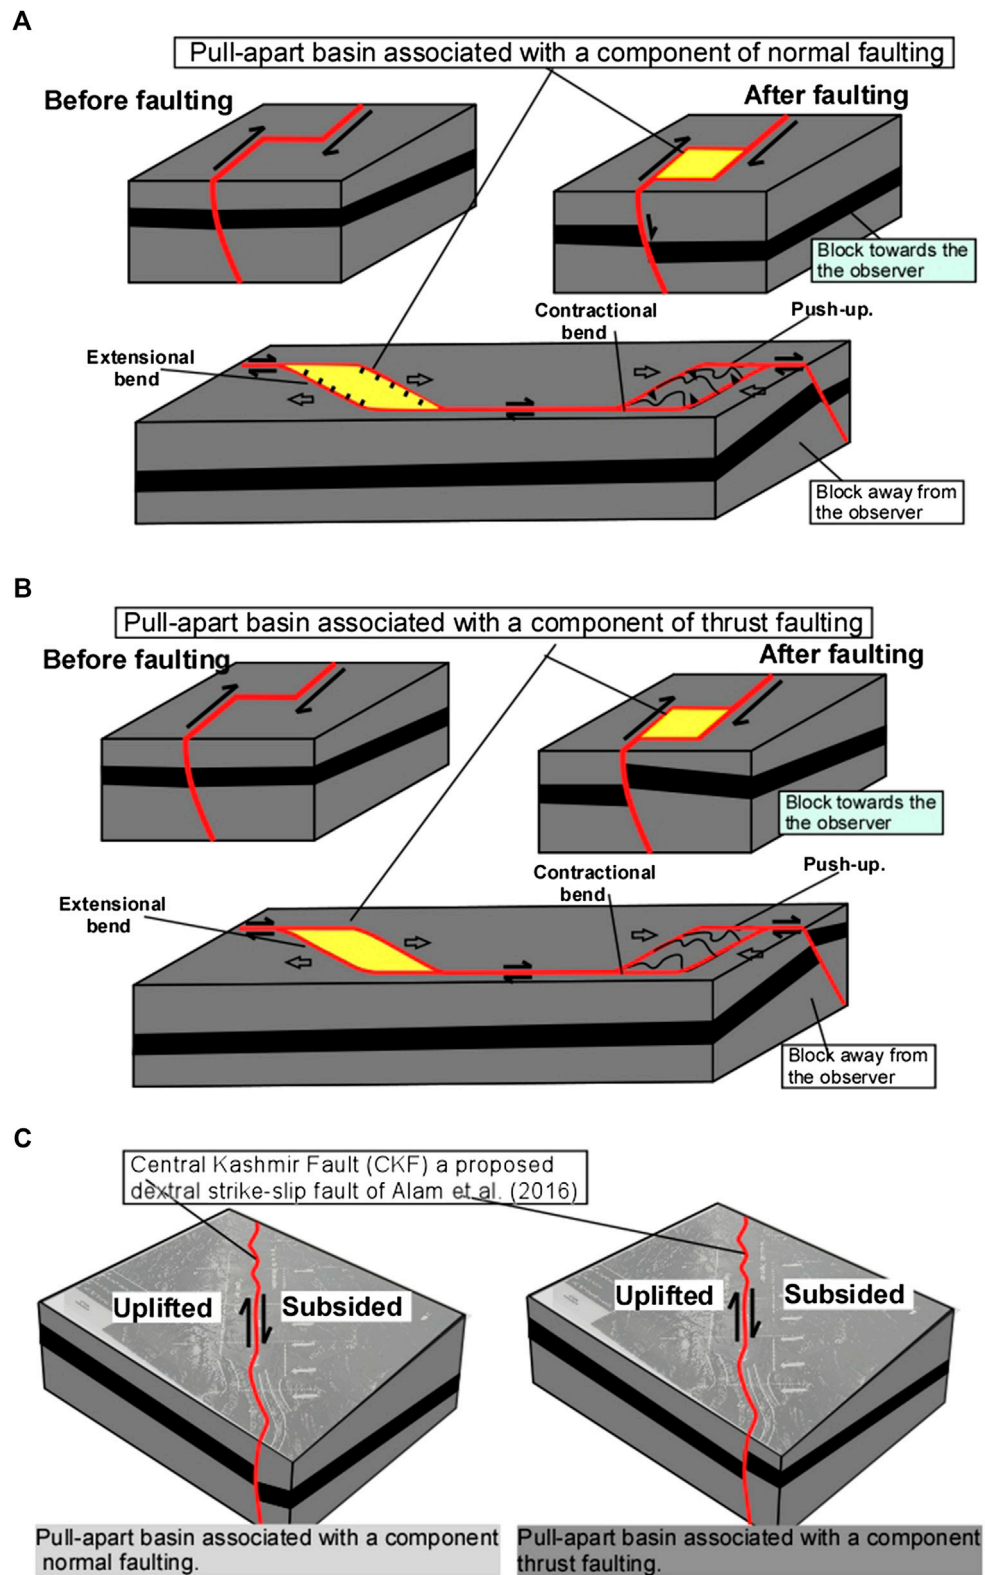 A
Pull-apart basin associated with a component of normal faulting
Before faulting
After faulting
Block towards the
the observer
Contractional
bend
Push-up.
Extensional
bend
Block away from
the observer
B
Pull-apart basin associated with a component of thrust faulting
Before faulting
After faulting
Block towards the
the observer
Contractional
bend
Push-up.
Extensional
bend
Block away from
the observer
C
Central Kashmir Fault (CKF) a proposed
dextral strike-slip fault of Alam et al. (2016)
Uplifted
Subsided
Uplifted
Subsided
Pull-apart basin associated with a component
normal faulting.
Pull-apart basin associated with a component
thrust faulting.